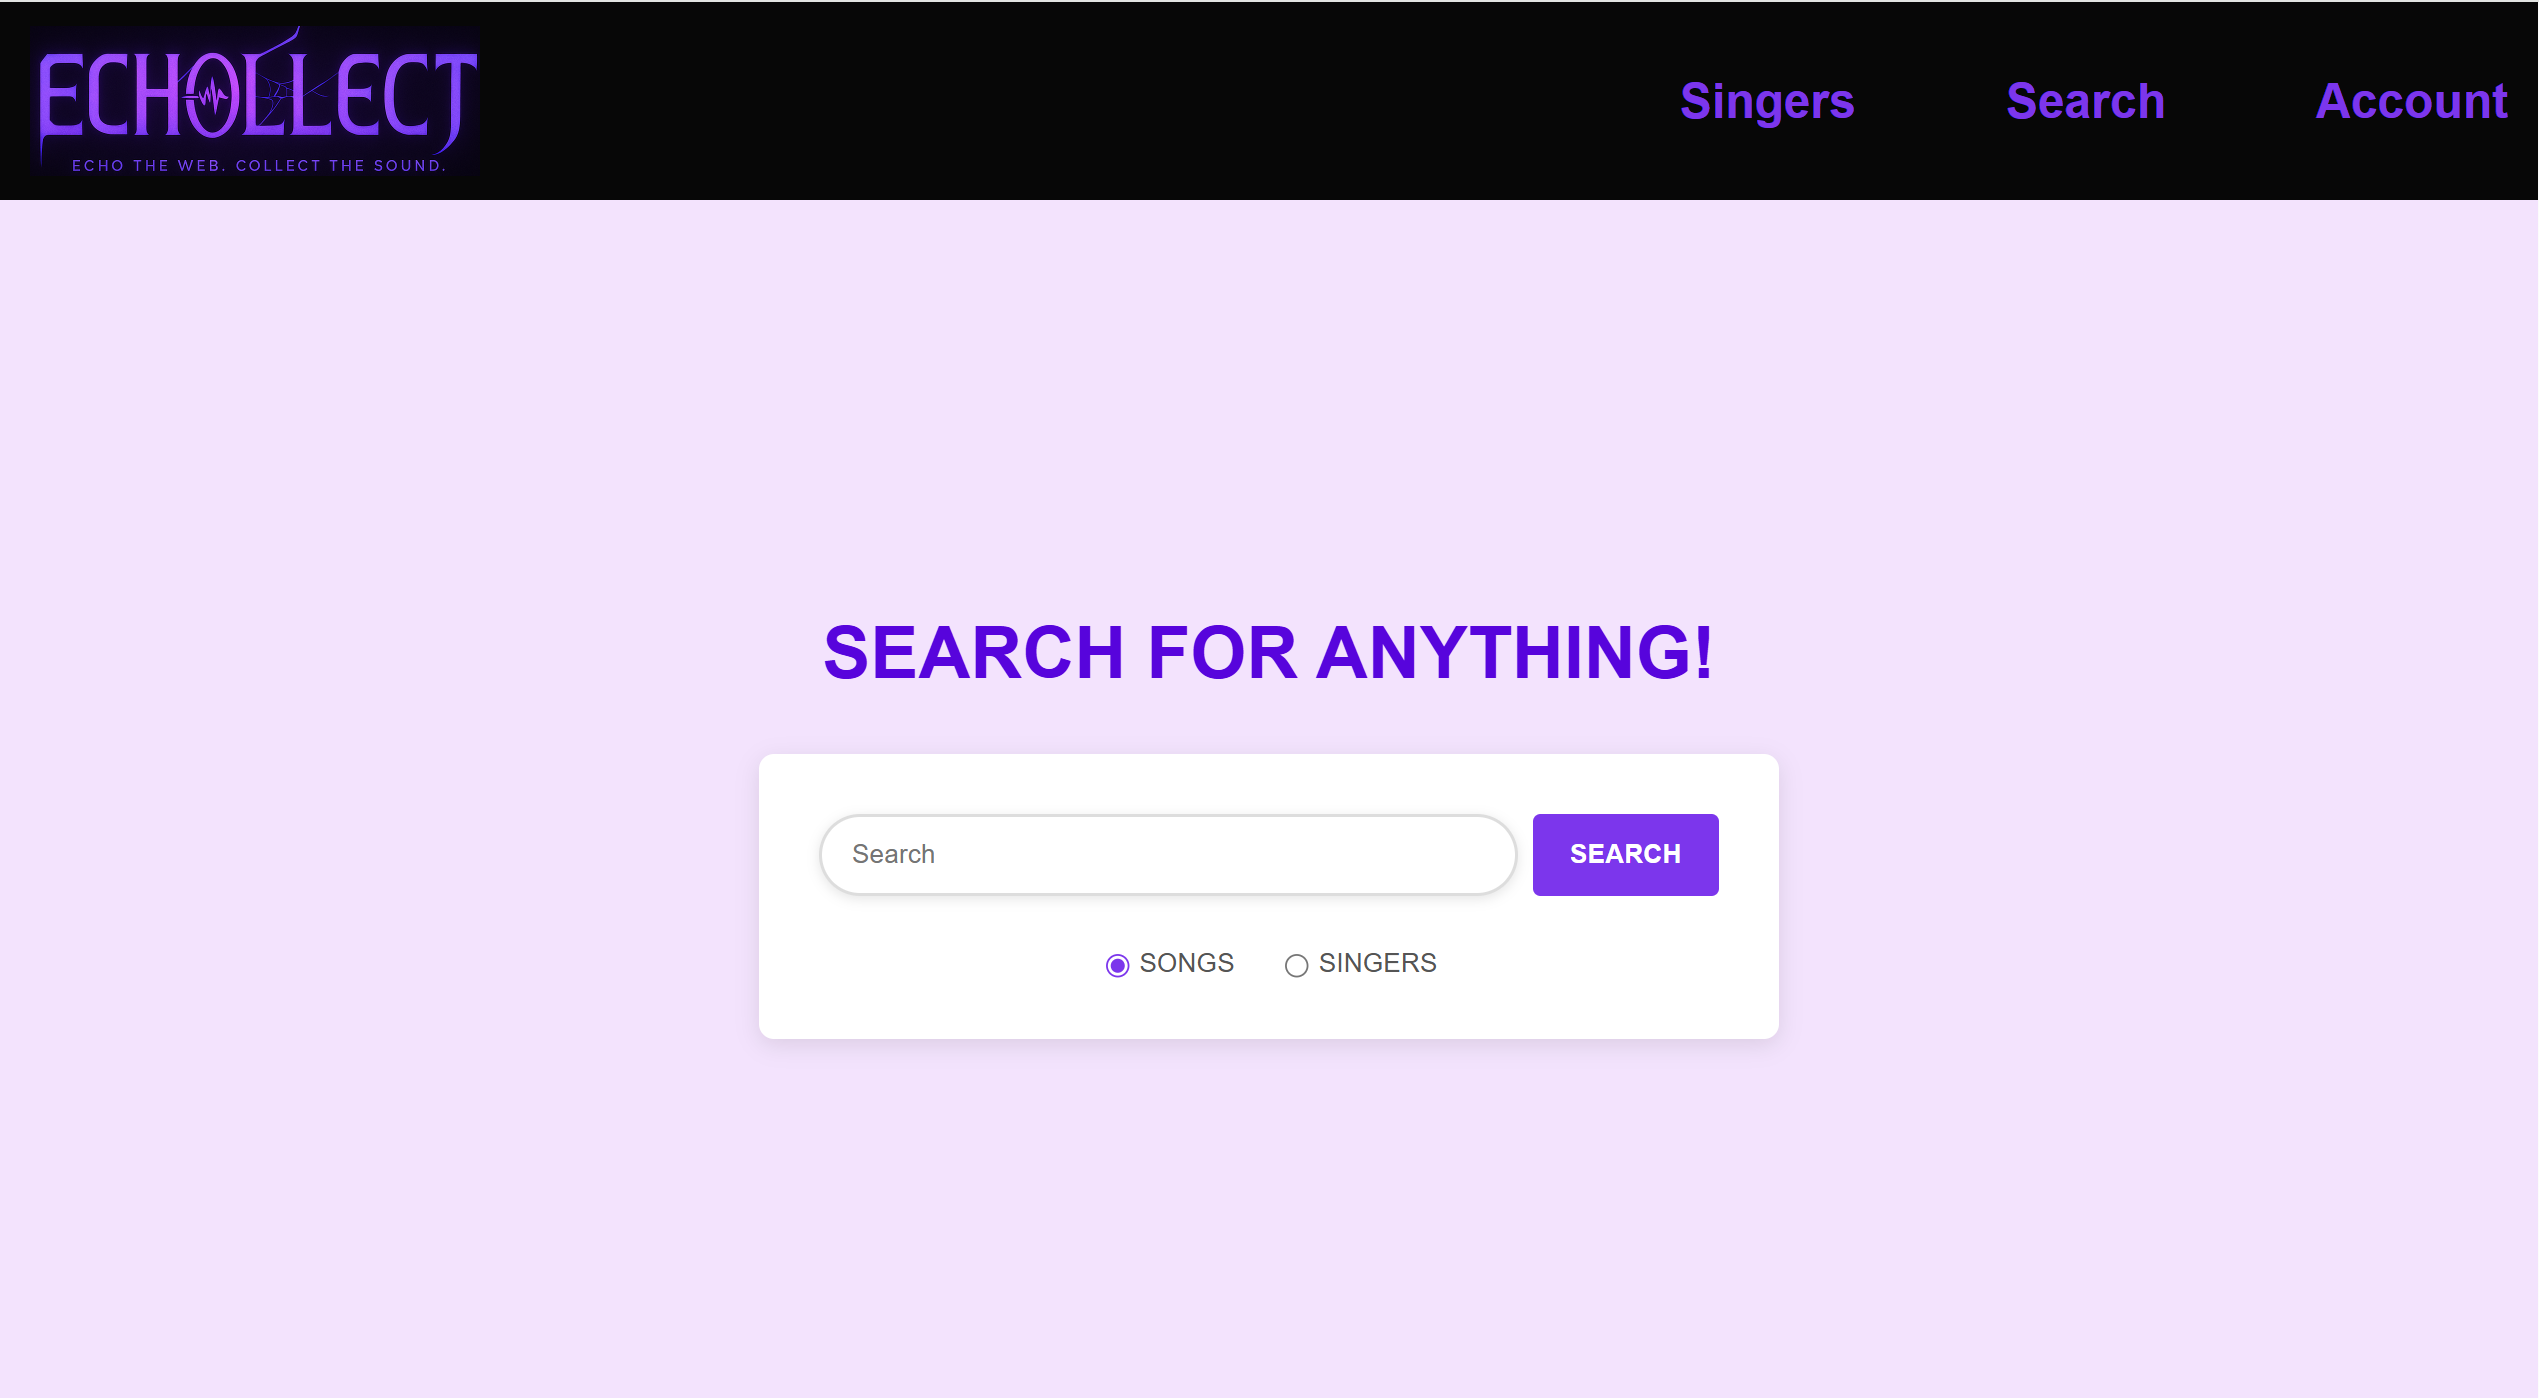 ECHOLLECT
ECHO THE WEB. COLLECT THE SOUND.
Singers Search Account
SEARCH FOR ANYTHING!
Search SEARCH
SONGS SINGERS